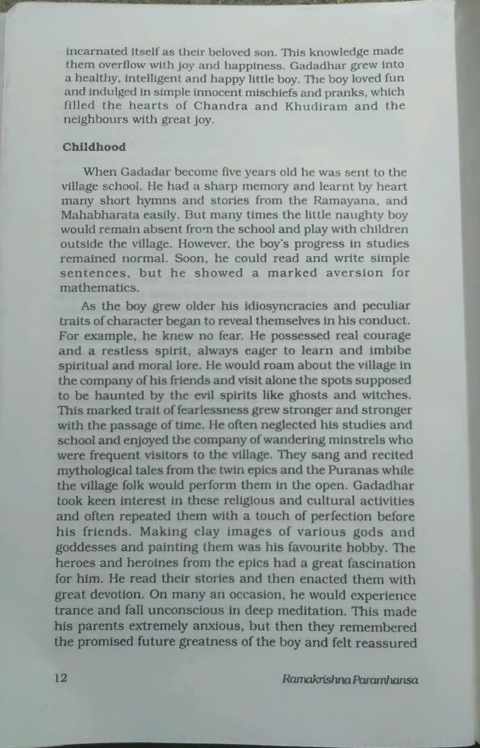 incarnated itself as their beloved son. This knowledge made
them overflow with joy and happiness. Gadadhar grew into
a healthy, intelligent and happy little boy. The boy loved fun
and indulged in simple innocent mischiefs and pranks, which
filled the hearts of Chandra and Khudiram and the
neighbours with great joy.
Childhood
When Gadadar become five years old he was sent to the
village school. He had a sharp memory and learnt by heart
many short hymns and stories from the Ramayana, and
Mahabharata easily. But many times the little naughty boy
would remain absent from the school and play with children
outside the village. However, the boy's progress in studies
remained normal. Soon, he could read and write simple
sentences, but he showed a marked aversion for
mathematics.
As the boy grew older his idiosyncracies and peculiar
traits of character began to reveal themselves in his conduct.
For example, he knew no fear. He possessed real courage
and a restless spirit, always eager to learn and imbibe
spiritual and moral lore. He would roam about the village in
the company of his friends and visit alone the spots supposed
to be haunted by the evil spirits like ghosts and witches.
This marked trait of fearlessness grew stronger and stronger
with the passage of time. He often neglected his studies and
school and enjoyed the company of wandering minstrels who
were frequent visitors to the village. They sang and recited
mythological tales from the twin epics and the Puranas while
the village folk would perform them in the open. Gadadhar
took keen interest in these religious and cultural activities
and often repeated them with a touch of perfection before
his friends. Making clay images of various gods and
goddesses and painting them was his favourite hobby. The
heroes and heroines from the epics had a great fascination
for him. He read their stories and then enacted them with
great devotion. On many an occasion, he would experience
trance and fall unconscious in deep meditation. This made
his parents extremely anxious, but then they remembered
the promised future greatness of the boy and felt reassured
12 Ramakrishna Paramhansa